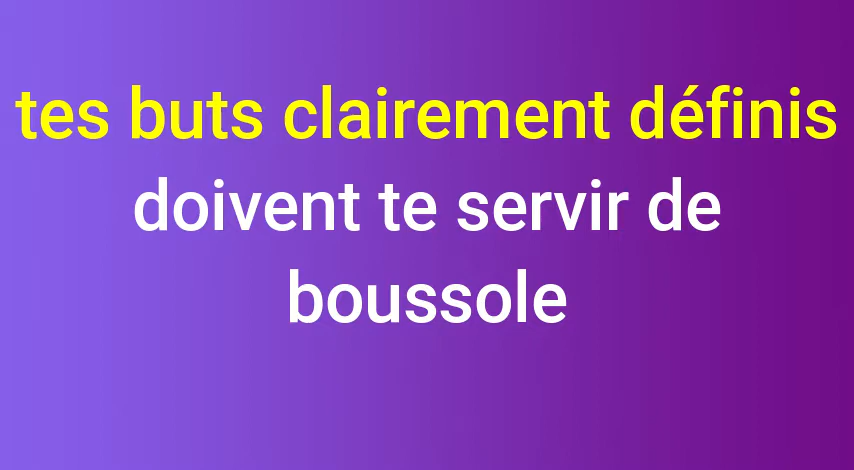 tes buts clairement définis
doivent te servir de
boussole